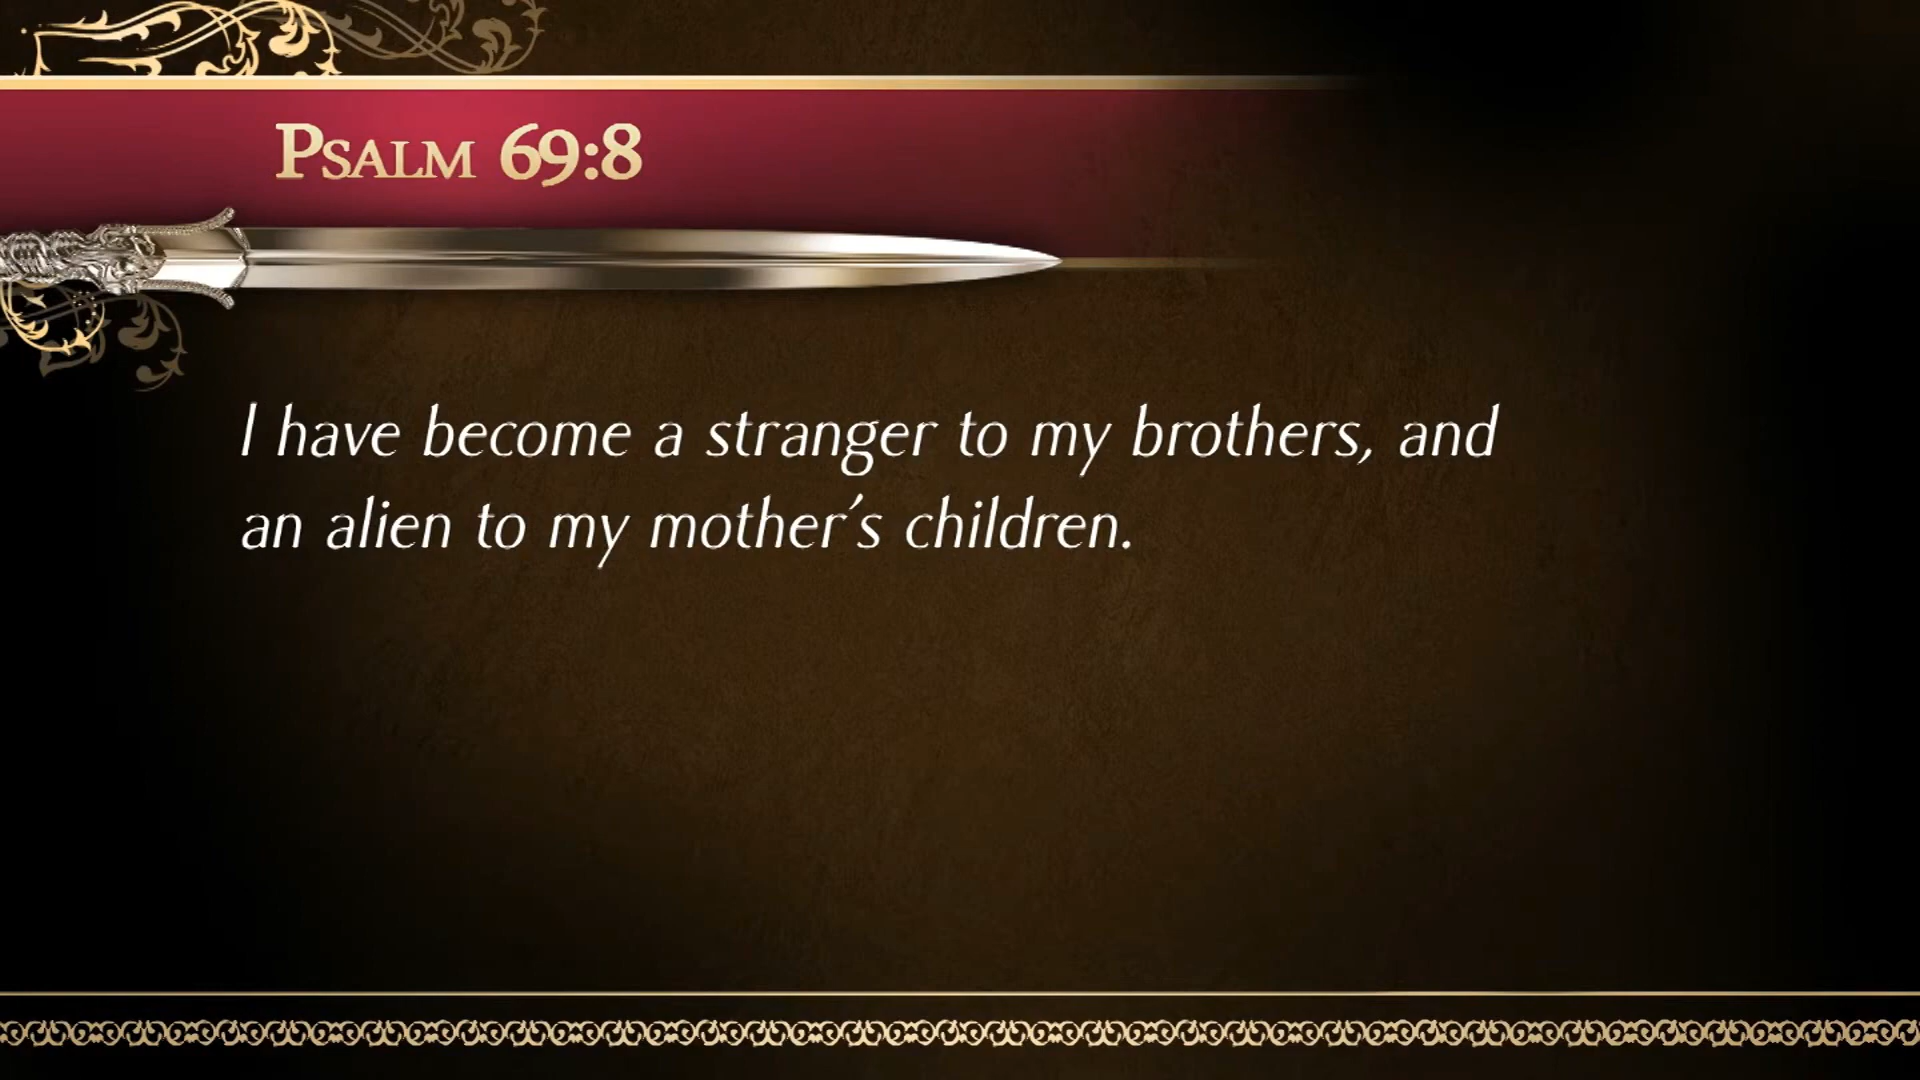 Psalm 69:8
I have become a stranger to my brothers, and
an alien to my mother's children.